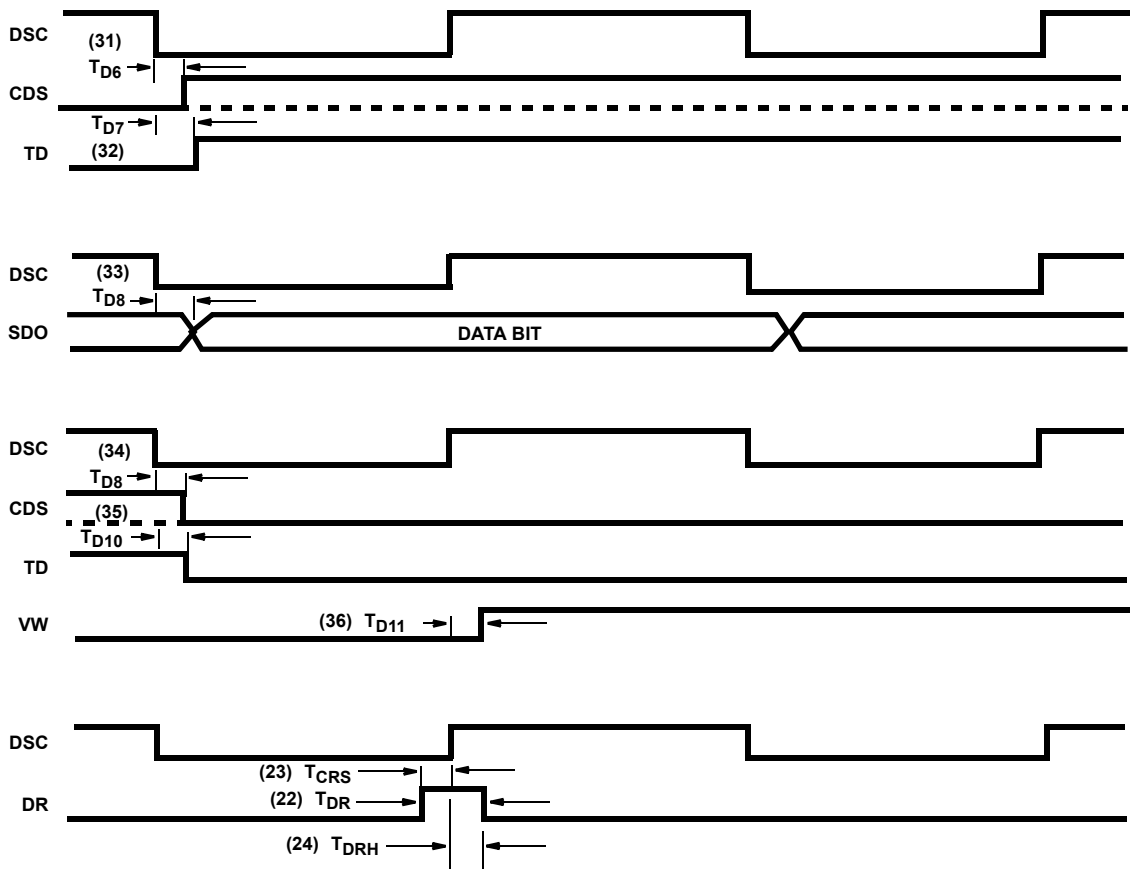 DSC
(31)
TD6
CDS
TD7
TD
(32)
DSC
(33)
TD8
SDO
DATA BIT
DSC
(34)
TD8
CDS
(35)
TD10
TD
VW
(36) TD11
DSC
(23) TCRS
DR
(22) TDR
(24) TDRH